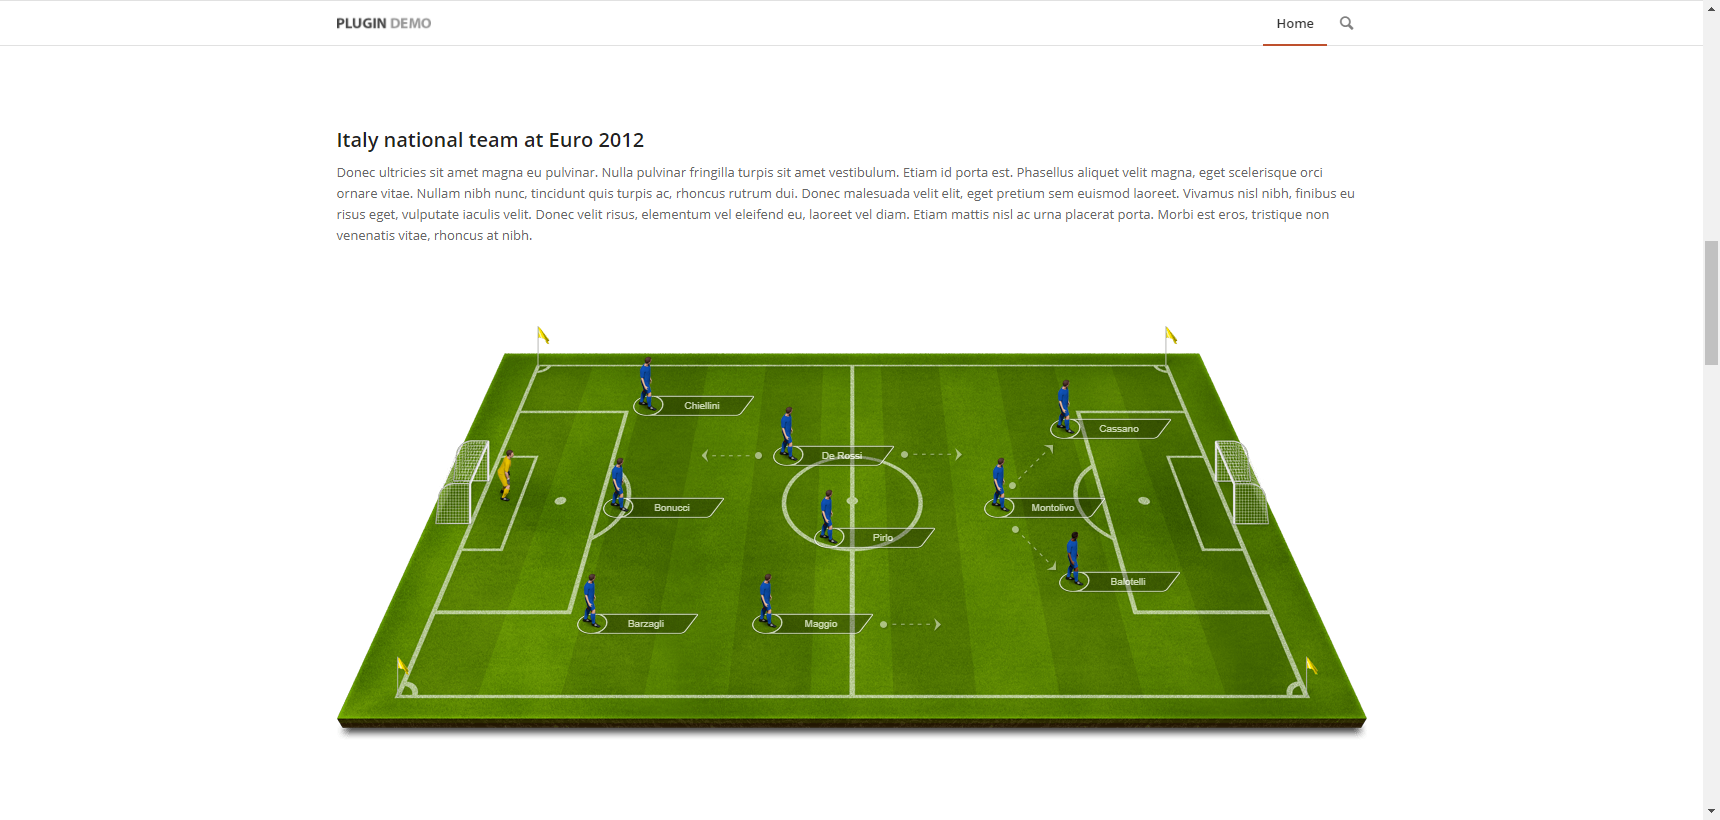 PLUGIN DEMO
Home
Italy national team at Euro 2012
Donec ultricies sit amet magna eu pulvinar. Nulla pulvinar fringilla turpis sit amet vestibulum. Etiam id porta est. Phasellus aliquet velit magna, eget scelerisque orci
ornare vitae. Nullam nibh nunc, tincidunt quis turpis ac, rhoncus rutrum dui. Donec malesuada velit elit, eget pretium sem euismod laoreet. Vivamus nisl nibh, finibus eu
risus eget, vulputate iaculis velit. Donec velit risus, elementum vel eleifend eu, laoreet vel diam. Etiam mattis nisl ac urna placerat porta. Morbi est eros, tristique non
venenatis vitae, rhoncus at nibh.
Chiellini
Cassano
De Rossi
Bonucci
Montolivo
Pirlo
Balotelli
Barzagli
Maggio